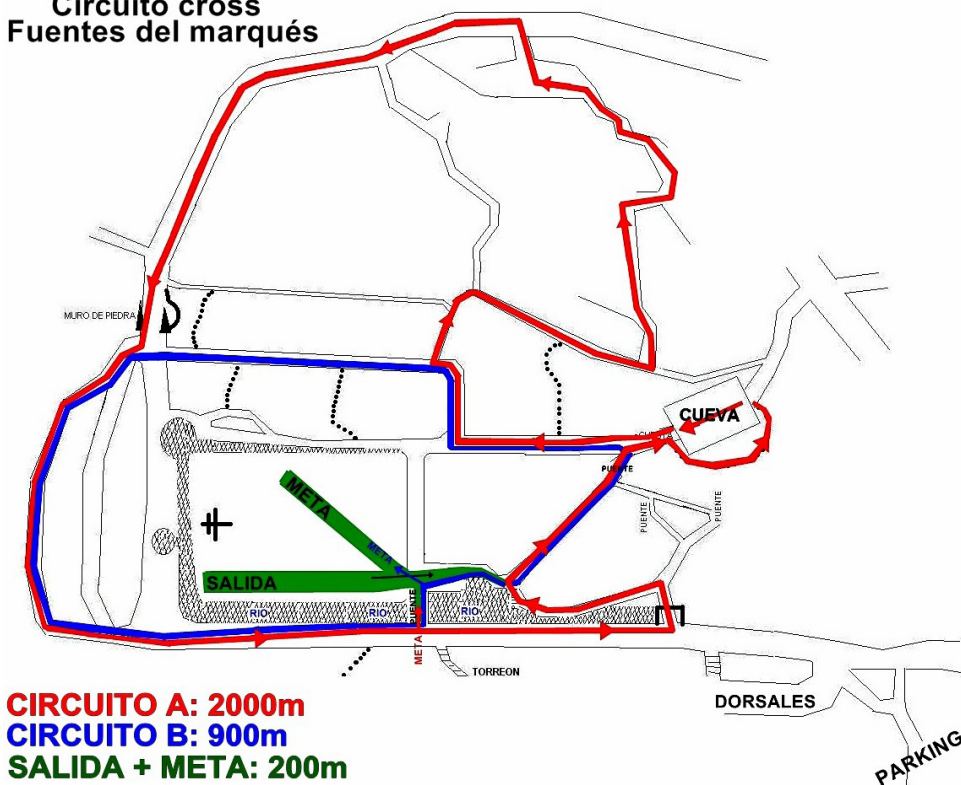 Circuito cross
Fuentes del marqués
MURO DE PIEDRA
CUEVA
CUESTA
PUENTE
META
PUENTE
PUENTE
META
SALIDA
PUENTE
RIO
RIO
RIO
META
TORREON
DORSALES
PARKING
CIRCUITO A: 2000m
CIRCUITO B: 900m
SALIDA + META: 200m